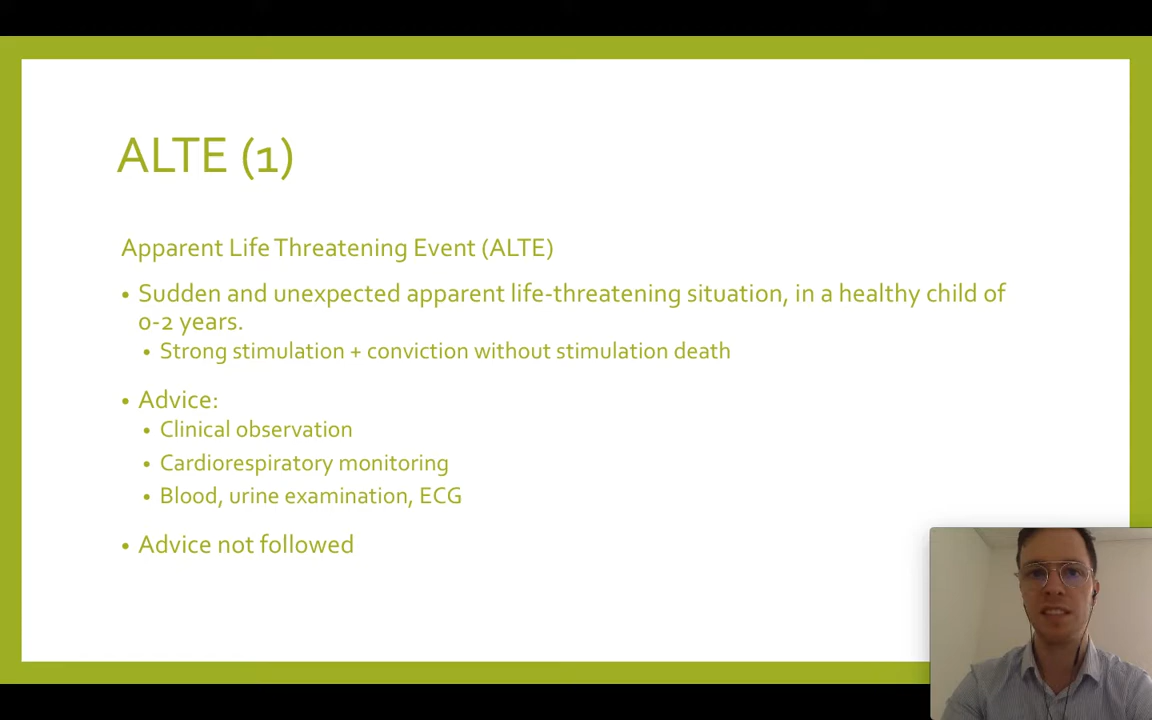 ALTE (1)
Apparent Life Threatening Event (ALTE)
• Sudden and unexpected apparent life-threatening situation, in a healthy child of
0-2 years.
• Strong stimulation + conviction without stimulation death
• Advice:
• Clinical observation
• Cardiorespiratory monitoring
• Blood, urine examination, ECG
• Advice not followed